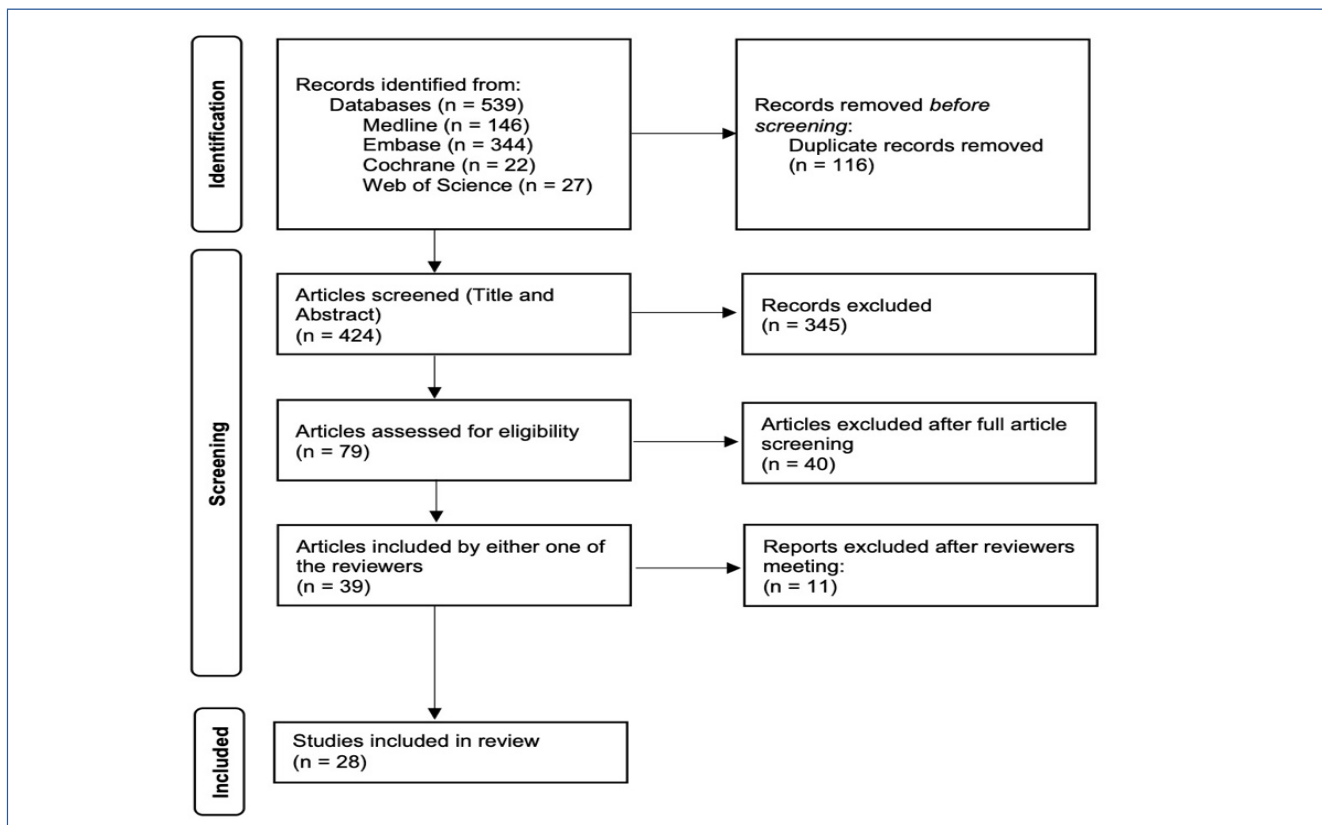 Identification
Records identified from:
Databases (n = 539)
Medline (n = 146)
Embase (n = 344)
Cochrane (n = 22)
Web of Science (n = 27)
Records removed before
screening:
Duplicate records removed
(n = 116)
Screening
Articles screened (Title and
Abstract)
(n = 424)
Records excluded
(n = 345)
Articles assessed for eligibility
(n = 79)
Articles excluded after full article
screening
(n = 40)
Articles included by either one of
the reviewers
(n = 39)
Reports excluded after reviewers
meeting:
(n = 11)
Included
Studies included in review
(n = 28)